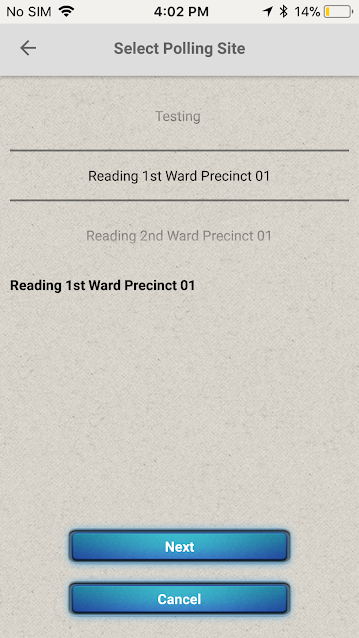 No SIM 4:02 PM 14%
Select Polling Site
Testing
Reading 1st Ward Precinct 01
Reading 2nd Ward Precinct 01
Reading 1st Ward Precinct 01
Next
Cancel